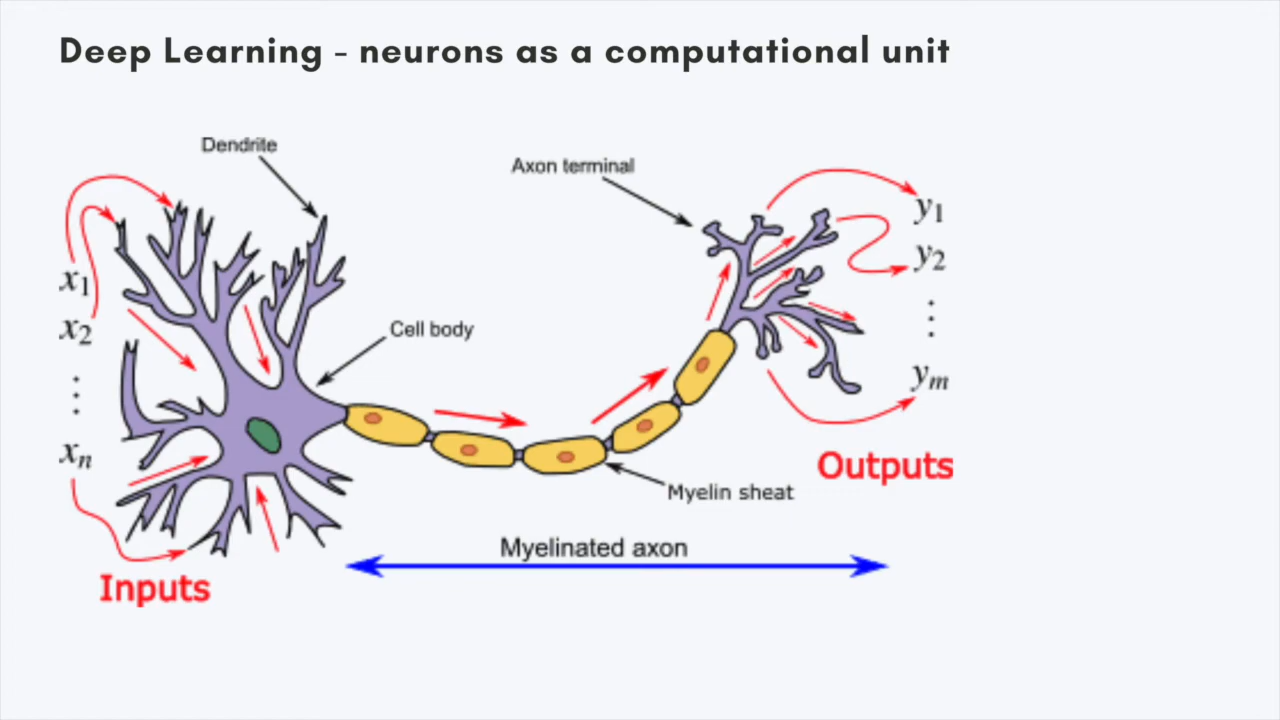 Deep Learning - neurons as a computational unit
Dendrite
Axon terminal
x1
x2
⋮
xn
Inputs
Cell body
Myelin sheat
Myelinated axon
y1
y2
⋮
ym
Outputs